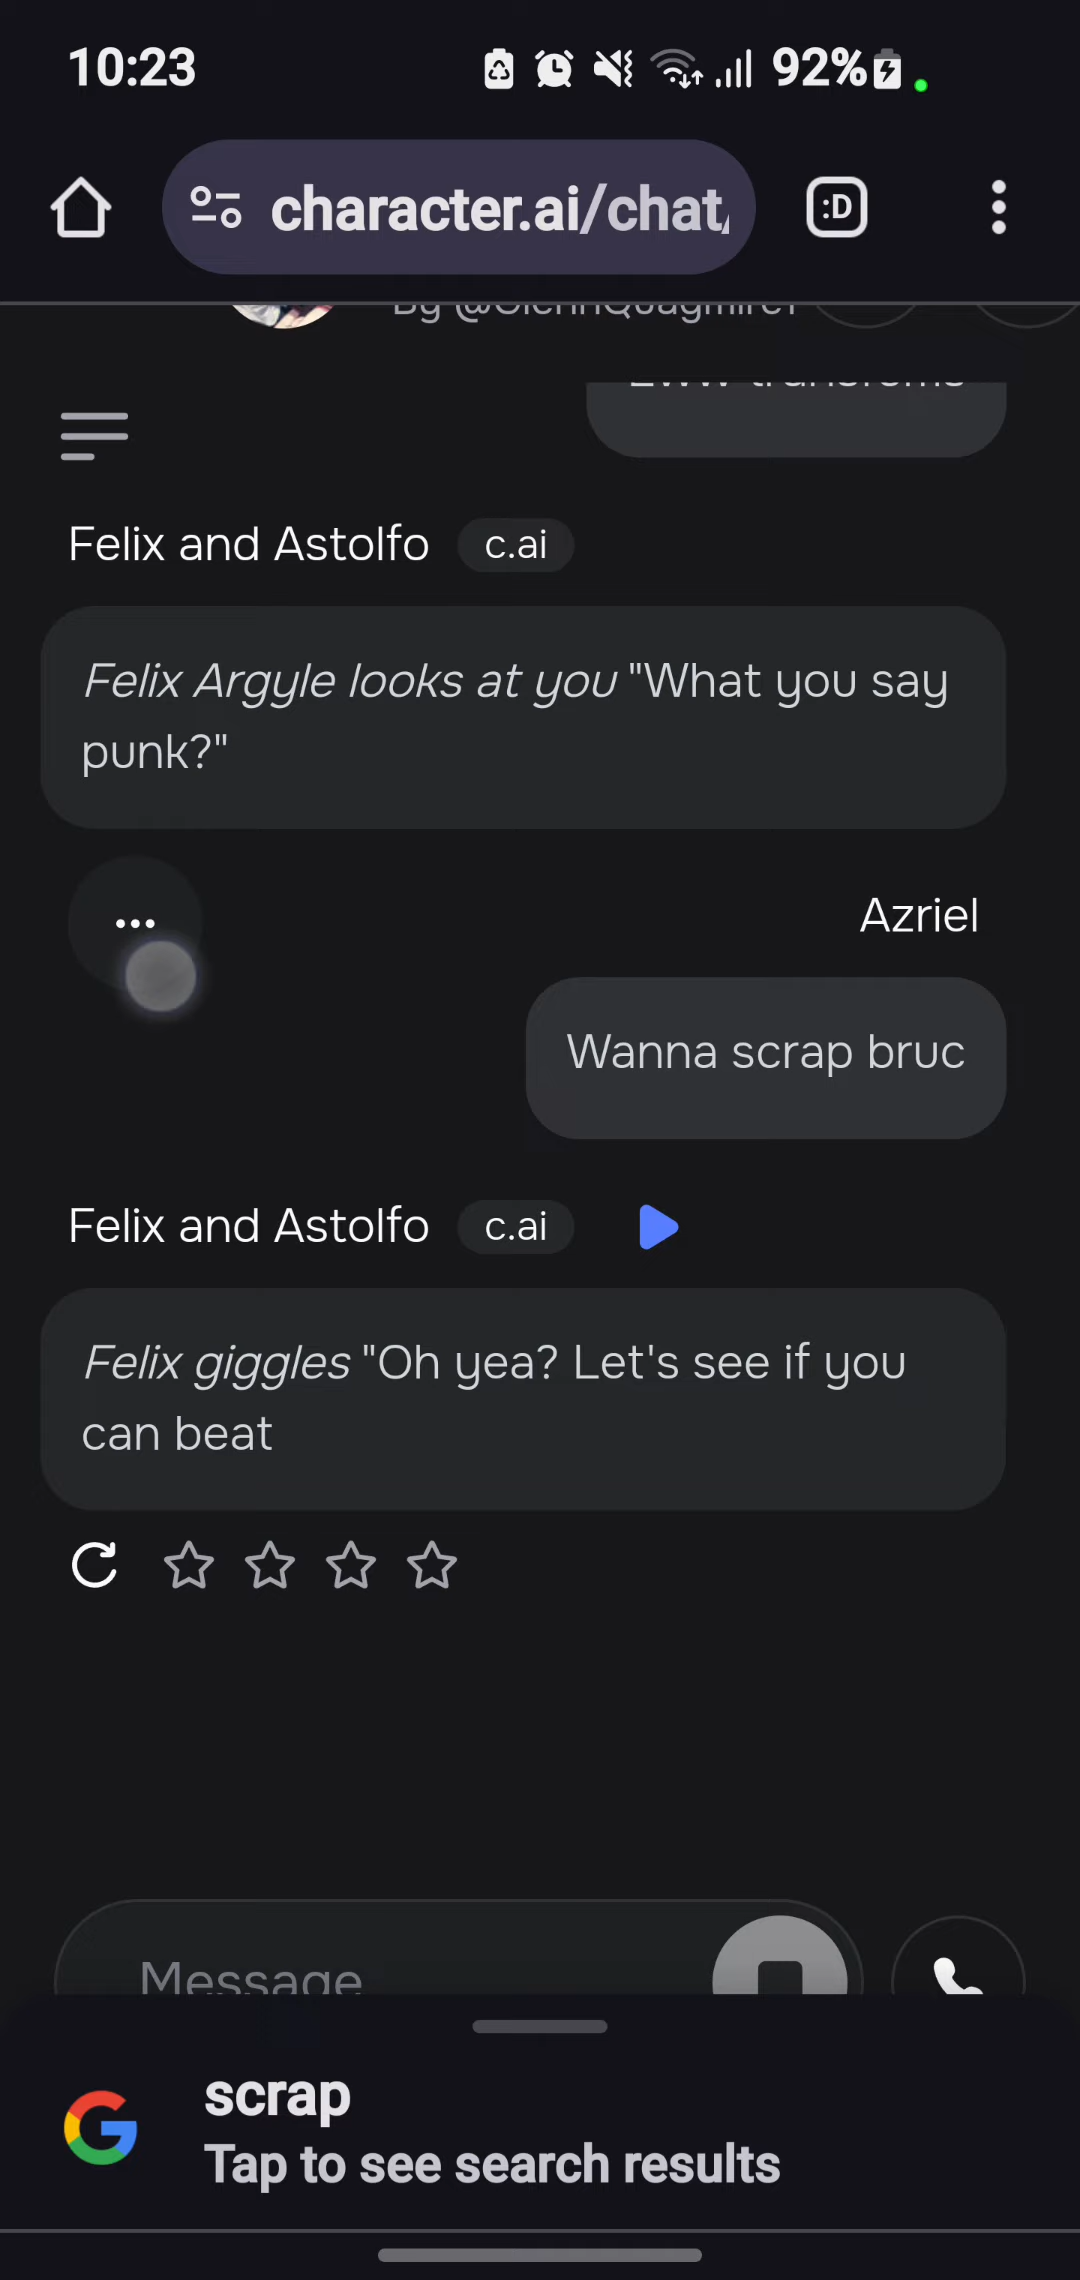 10:23
92%
character.ai/chat/
:D
Felix and Astolfo c.ai
Felix Argyle looks at you "What you say
punk?"
Azriel
Wanna scrap bruc
Felix and Astolfo c.ai
Felix giggles "Oh yea? Let's see if you
can beat
Message
scrap
Tap to see search results